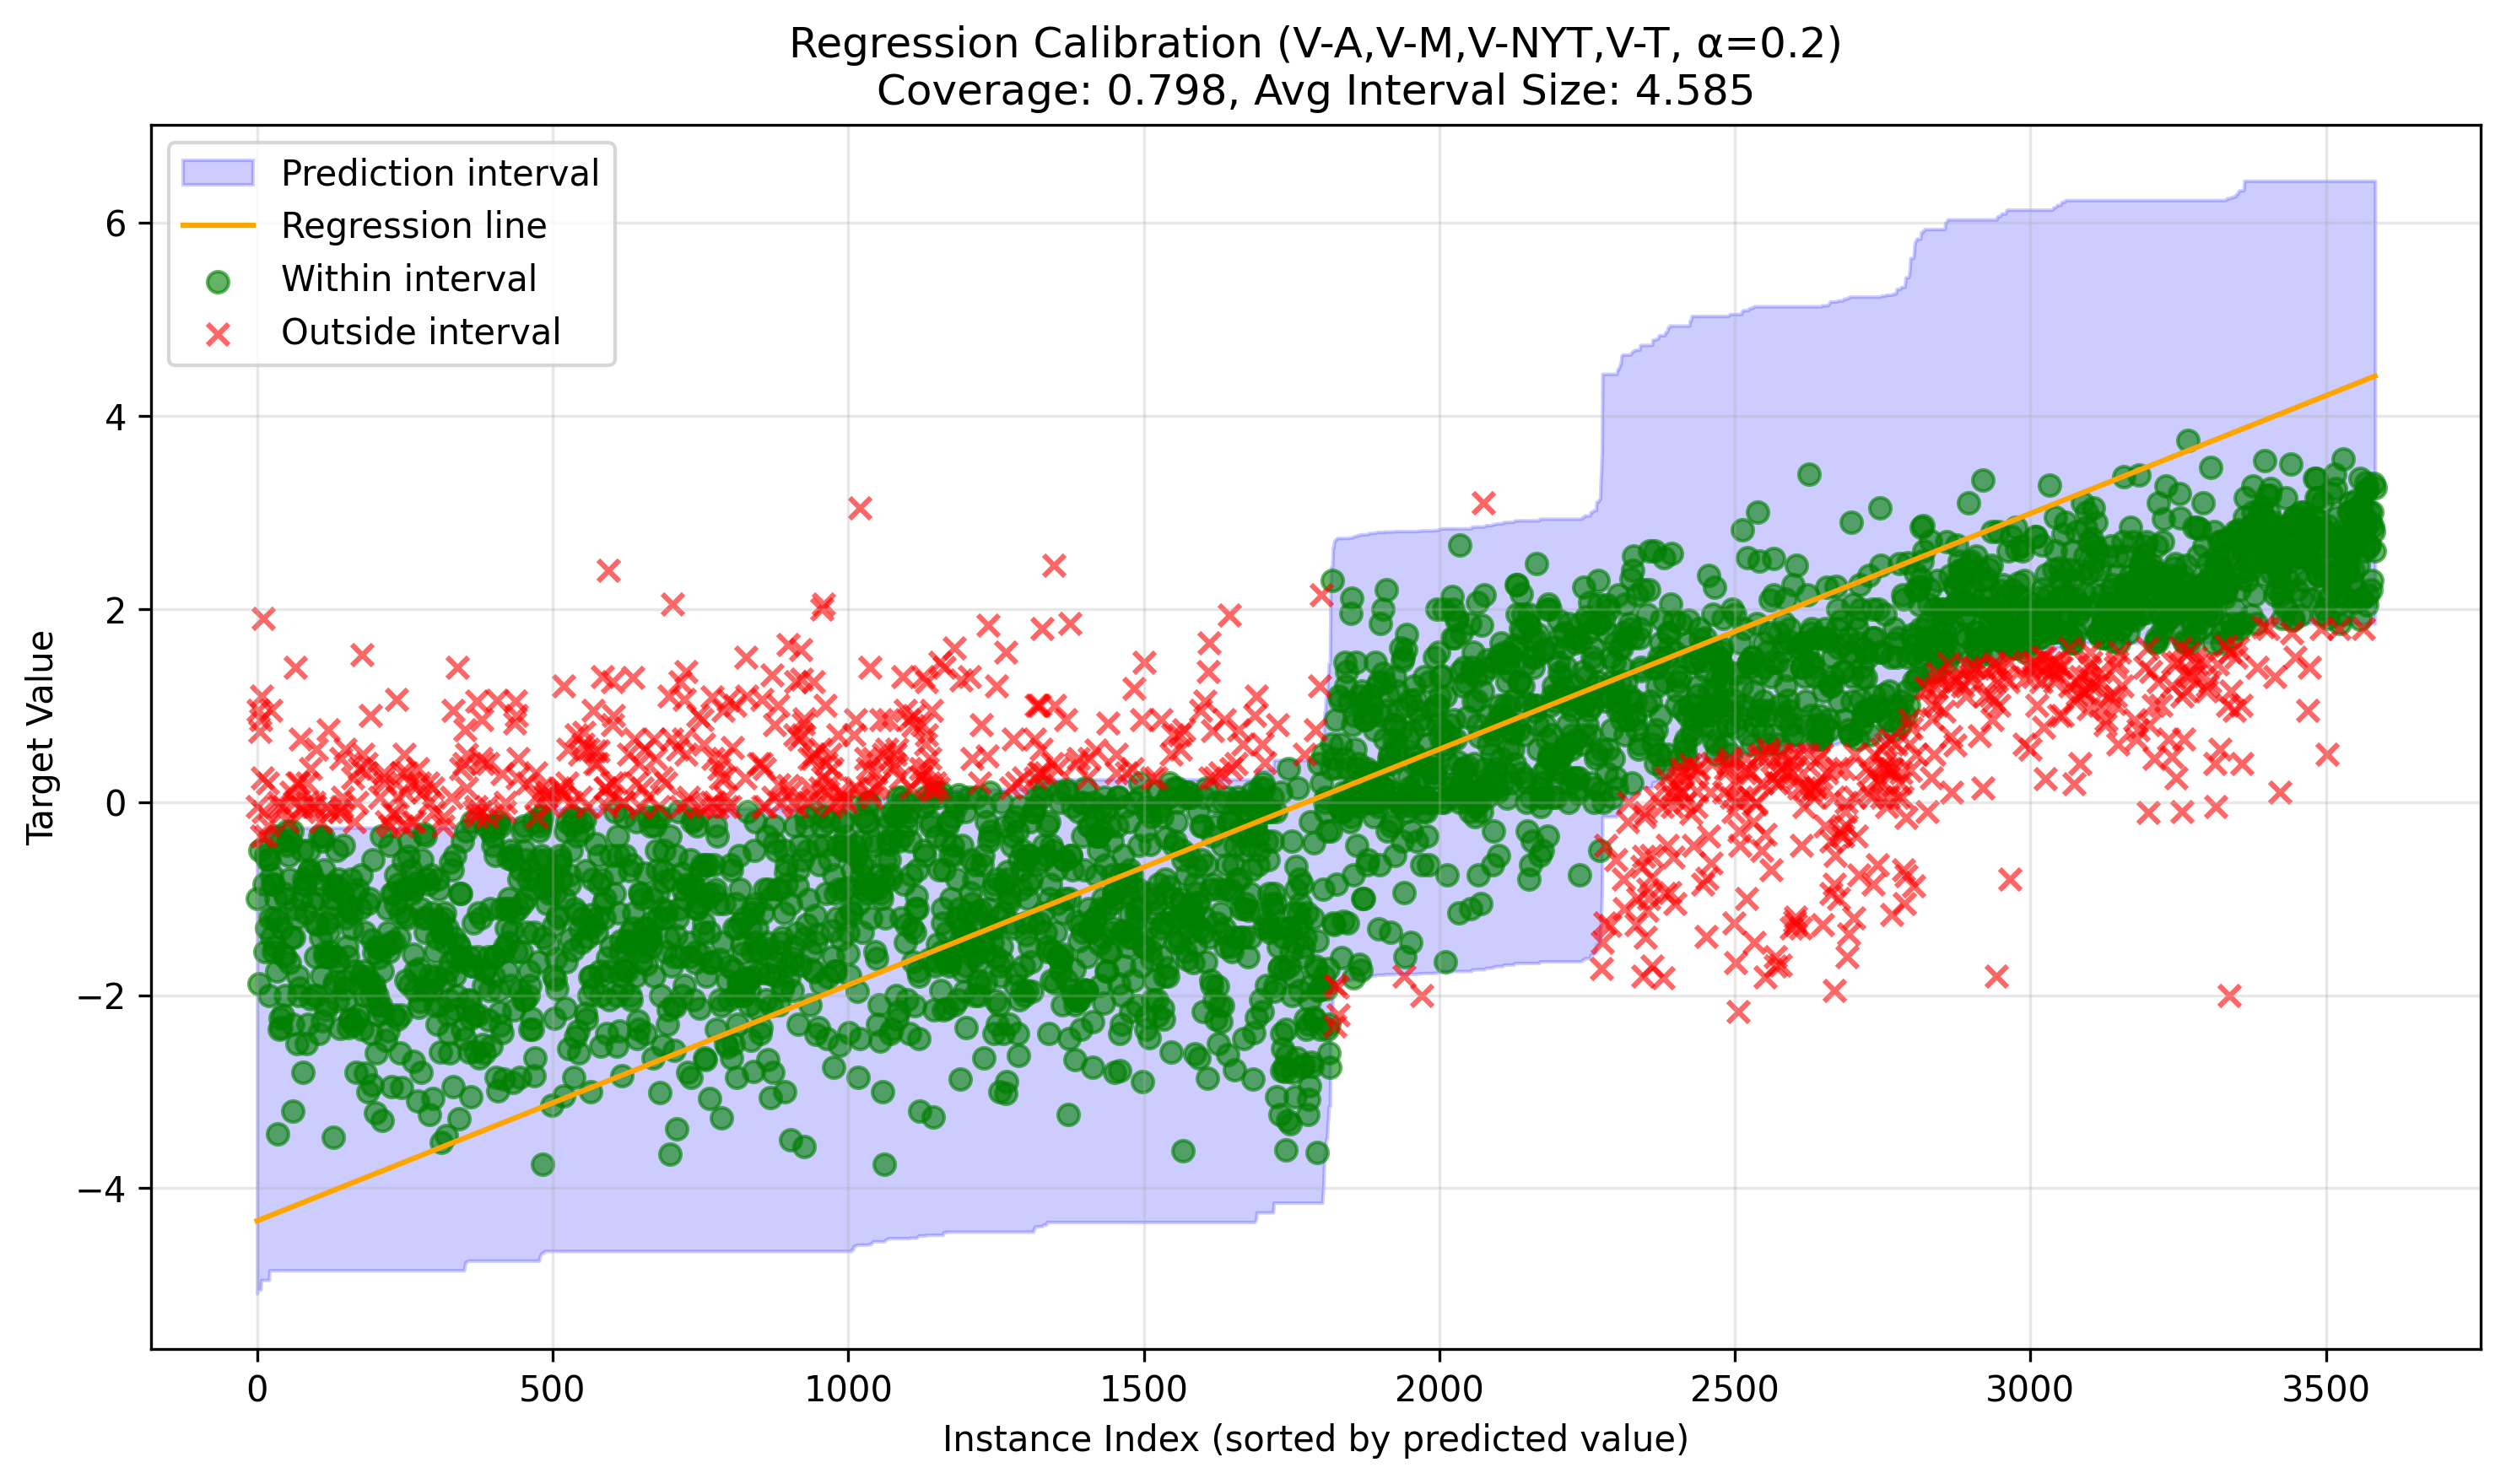 Regression Calibration (V-A,V-M,V-NYT,V-T, α=0.2)
Coverage: 0.798, Avg Interval Size: 4.585
Prediction interval
Regression line
Within interval
Outside interval
Target Value
6
4
2
0
−2
−4
0 500 1000 1500 2000 2500 3000 3500
Instance Index (sorted by predicted value)